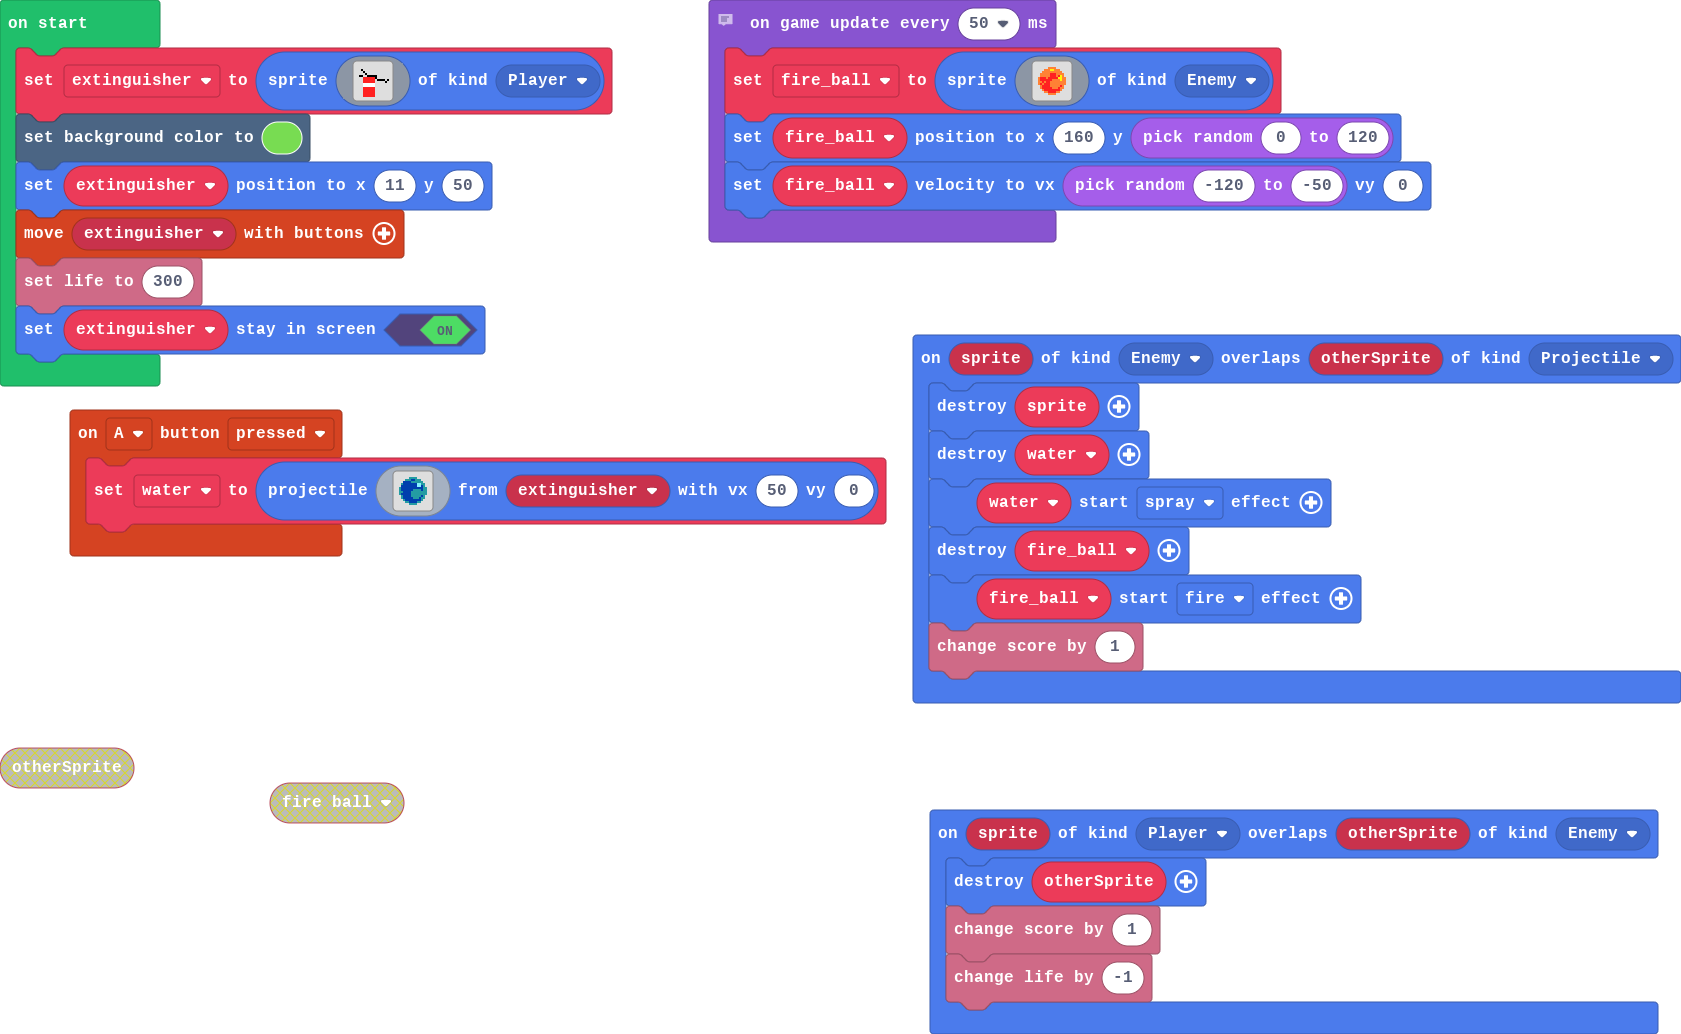 on start
set extinguisher to sprite of kind Player
set background color to
set extinguisher position to x 11 y 50
move extinguisher with buttons
set life to 300
set extinguisher stay in screen ON
on A button pressed
set water to projectile from extinguisher with vx 50 vy 0
on game update every 50 ms
set fire_ball to sprite of kind Enemy
set fire_ball position to x 160 y pick random 0 to 120
set fire_ball velocity to vx pick random -120 to -50 vy 0
on sprite of kind Enemy overlaps otherSprite of kind Projectile
destroy sprite
destroy water
water start spray effect
destroy fire_ball
fire_ball start fire effect
change score by 1
otherSprite
fire ball
on sprite of kind Player overlaps otherSprite of kind Enemy
destroy otherSprite
change score by 1
change life by -1